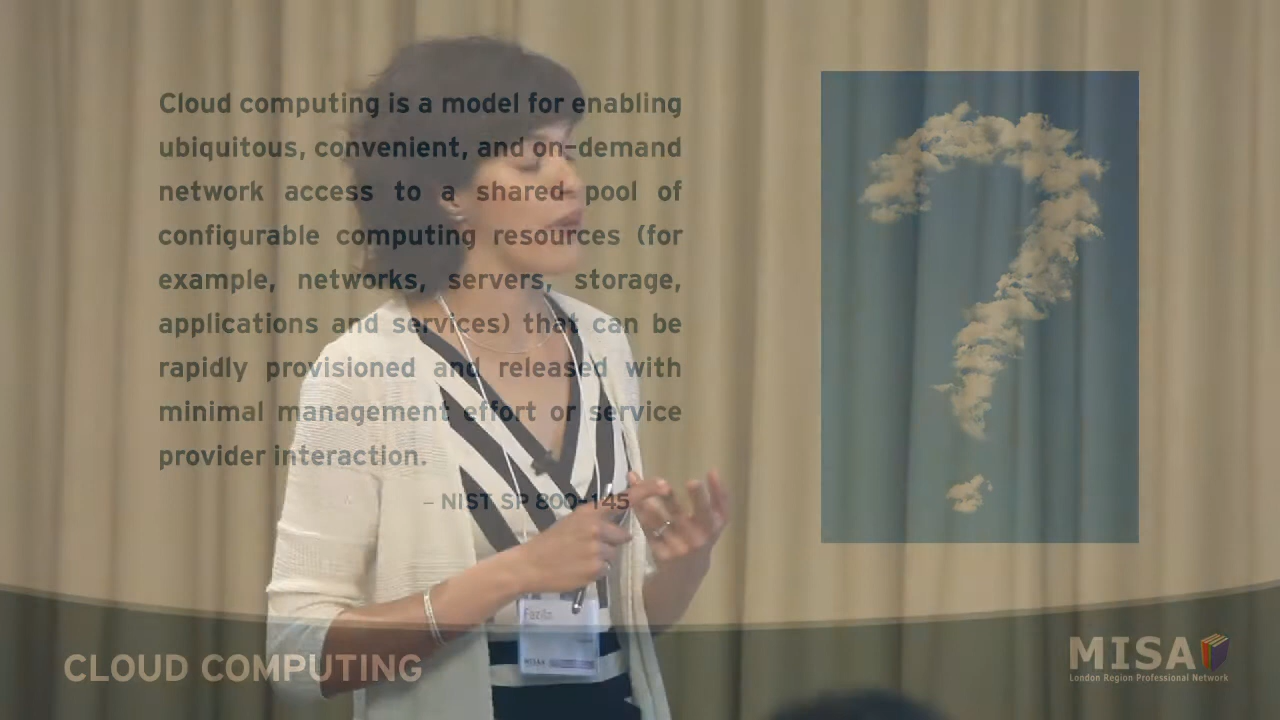 Cloud computing is a model for enabling
ubiquitous, convenient, and on-demand
network access to a shared pool of
configurable computing resources (for
example, networks, servers, storage,
applications and services) that can be
rapidly provisioned and released with
minimal management effort or service
provider interaction.
– NIST SP 800-145
Fazila
MISA
CLOUD COMPUTING
MISA
London Region Professional Network